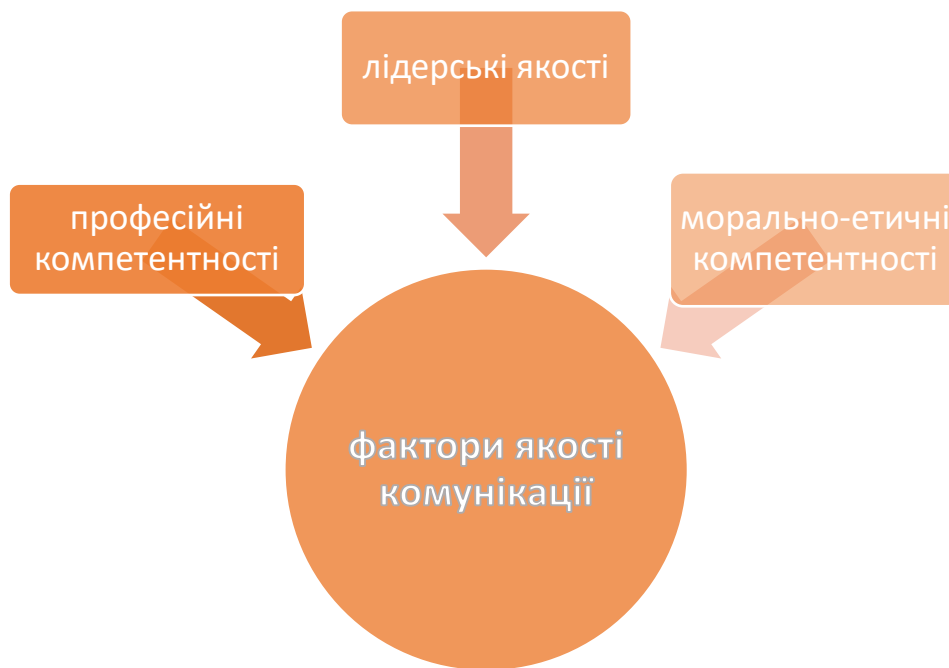 лідерські якості
професійні
компетентності
морально-етичні
компетентності
фактори якості
комунікації